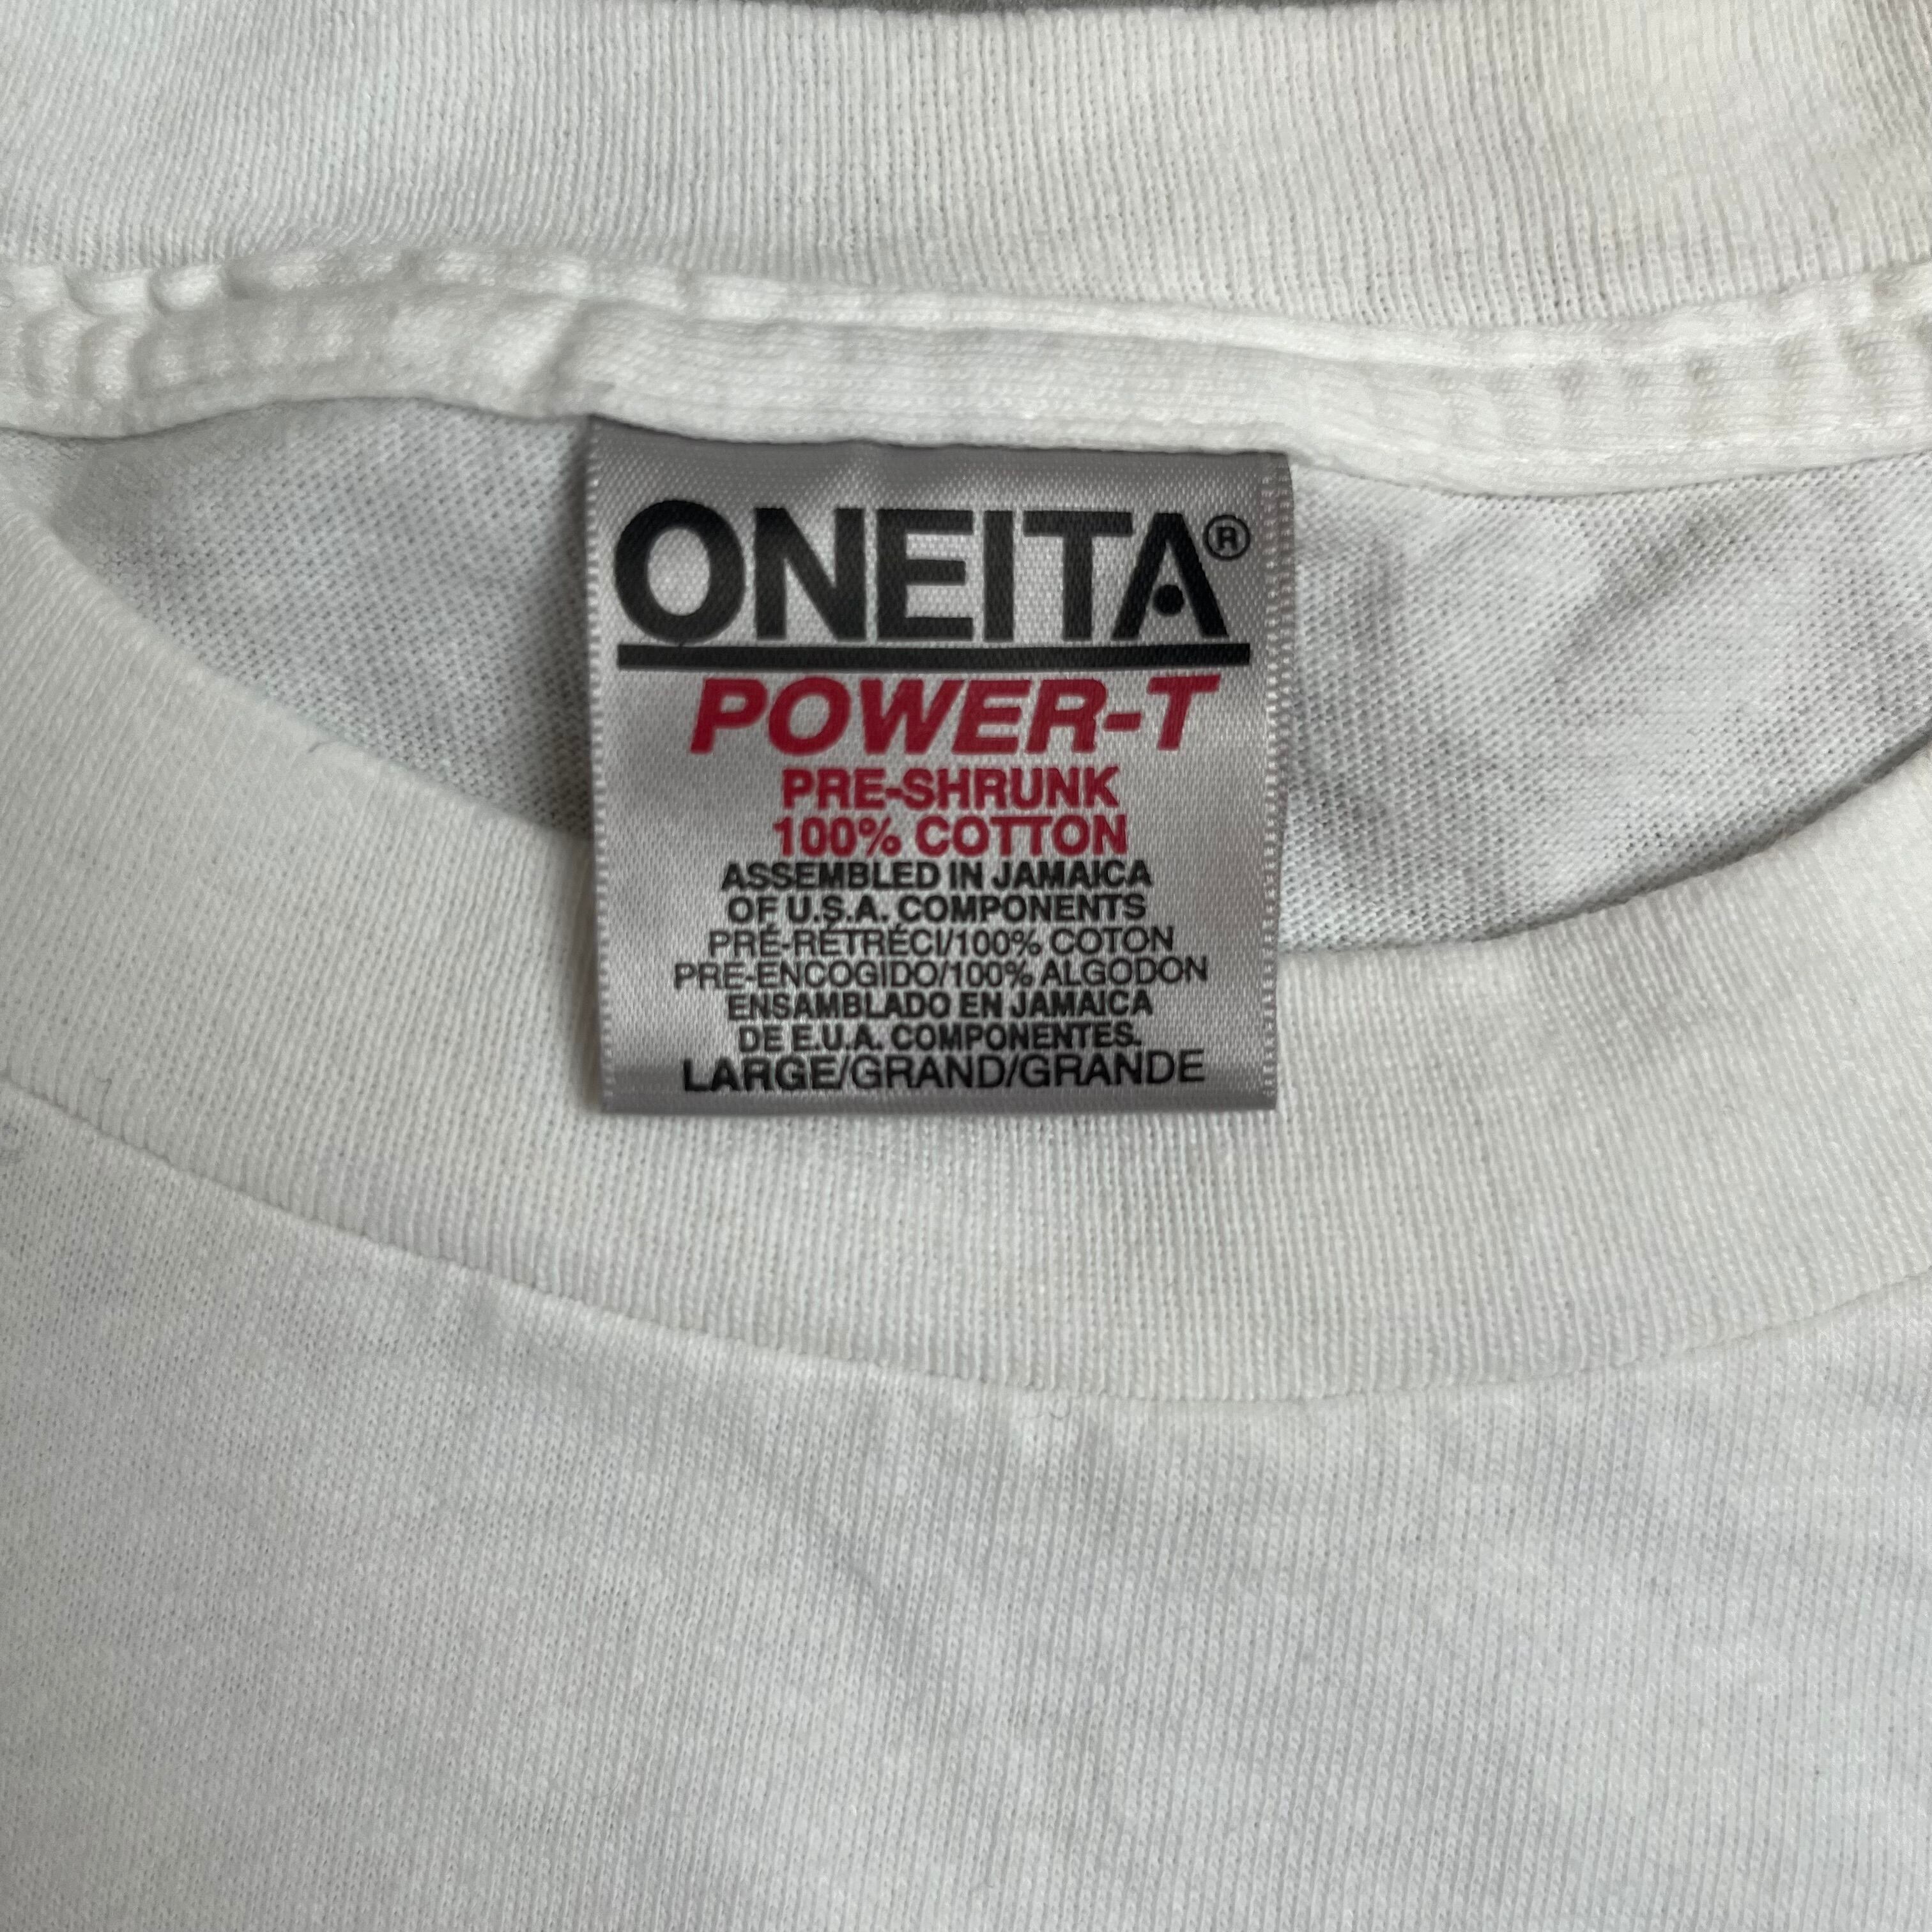 ONEITA®
POWER-T
PRE-SHRUNK
100% COTTON
ASSEMBLED IN JAMAICA
OF U.S.A. COMPONENTS
PRÉ-RÉTRÉCI/100% COTON
PRE-ENCOGIDO/100% ALGODON
ENSAMBLADO EN JAMAICA
DE E.U.A. COMPONENTES.
LARGE/GRAND/GRANDE